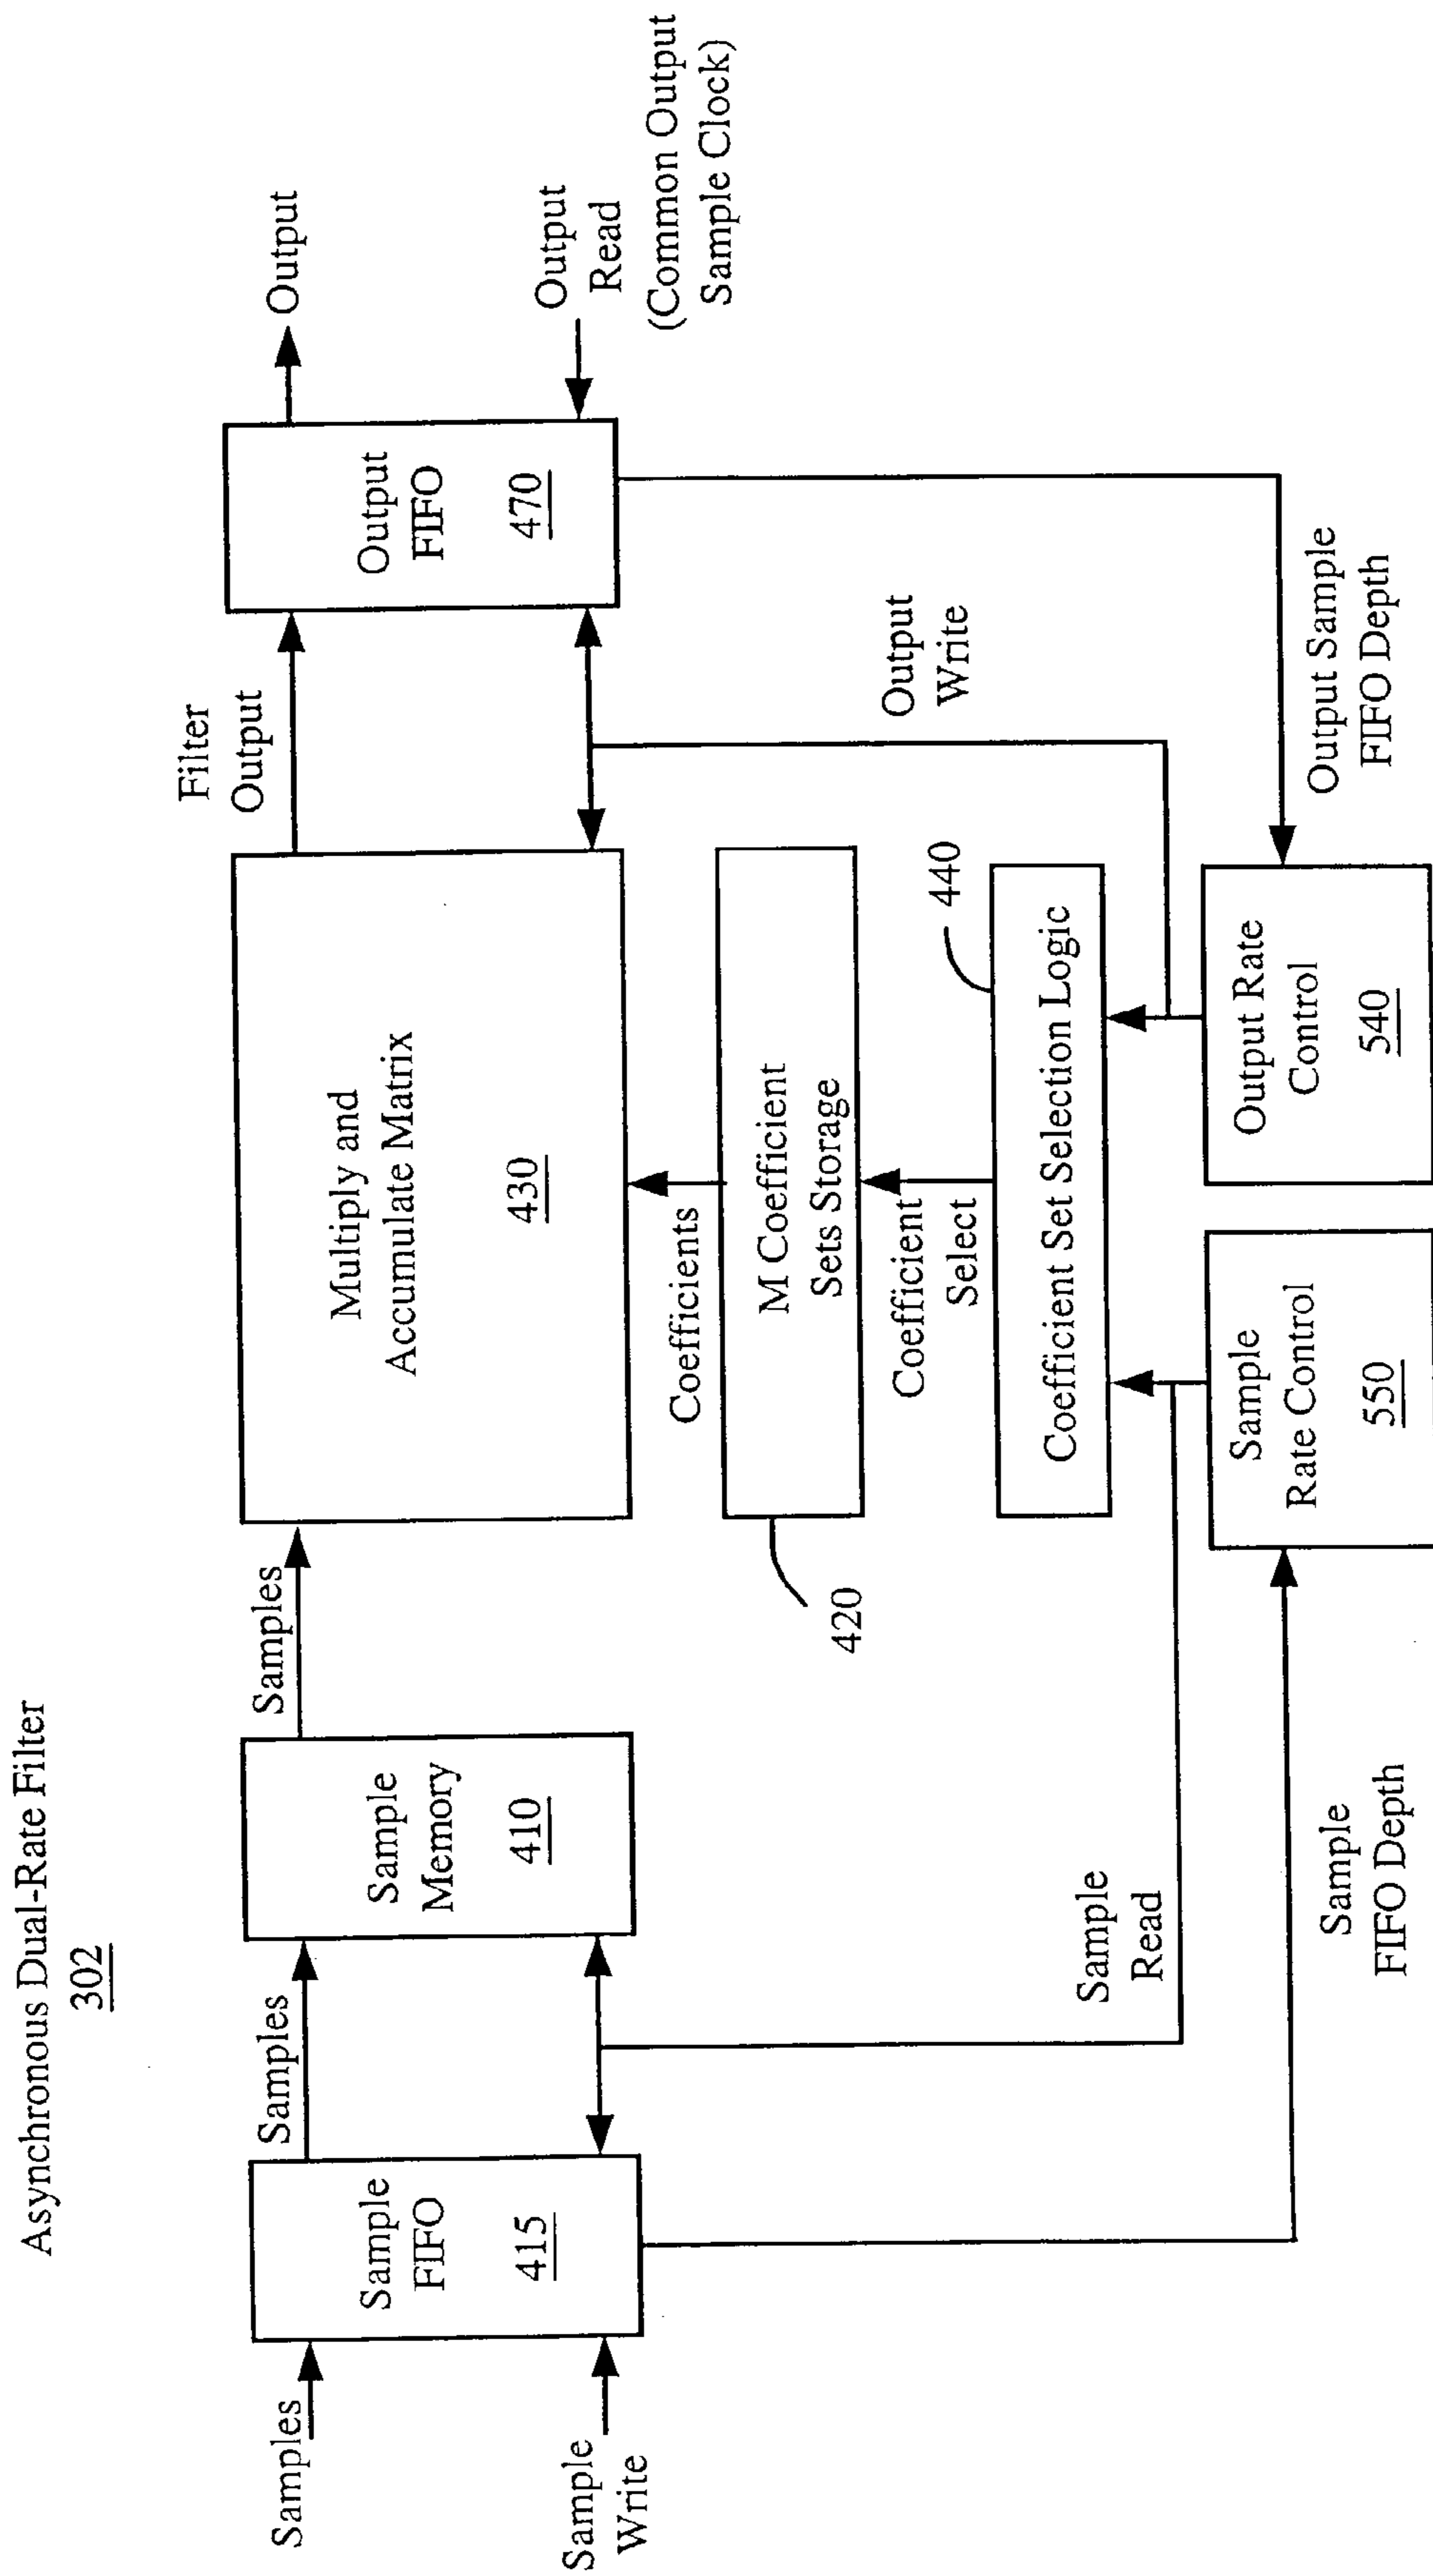 Asynchronous Dual-Rate Filter
302
Samples
Sample
Write
Sample
FIFO
415
Samples
Sample
Memory
410
Samples
Multiply and
Accumulate Matrix
430
Filter
Output
Output
FIFO
470
Output
Output
Read
(Common Output
Sample Clock)
Coefficients
M Coefficient
Sets Storage
420
Coefficient
Select
Coefficient Set Selection Logic
440
Output
Write
Sample
Read
Sample
Rate Control
550
Output Rate
Control
540
Sample
FIFO Depth
Output Sample
FIFO Depth